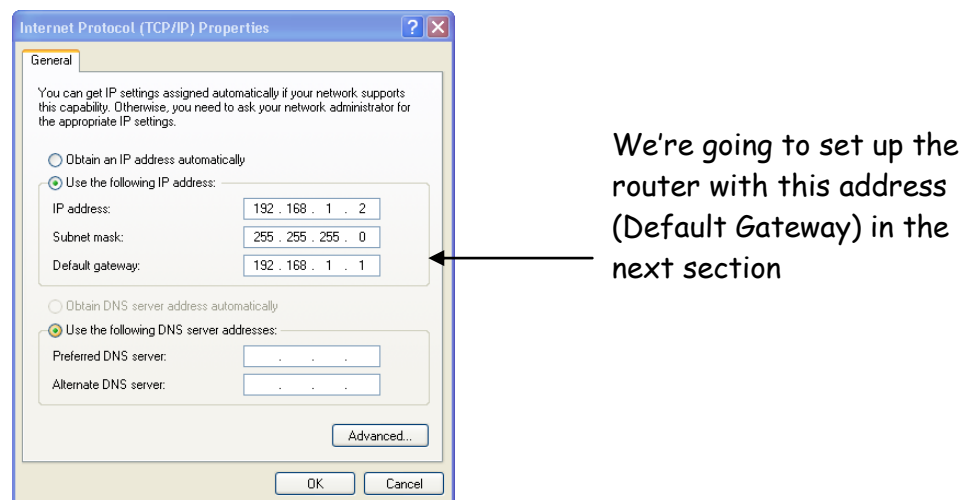 Internet Protocol (TCP/IP) Properties
General
You can get IP settings assigned automatically if your network supports
this capability. Otherwise, you need to ask your network administrator for
the appropriate IP settings.
Obtain an IP address automatically
Use the following IP address:
IP address: 192 . 168 . 1 . 2
Subnet mask: 255 . 255 . 255 . 0
Default gateway: 192 . 168 . 1 . 1
Obtain DNS server address automatically
Use the following DNS server addresses:
Preferred DNS server: . . .
Alternate DNS server: . . .
Advanced...
OK Cancel
We're going to set up the
router with this address
(Default Gateway) in the
next section